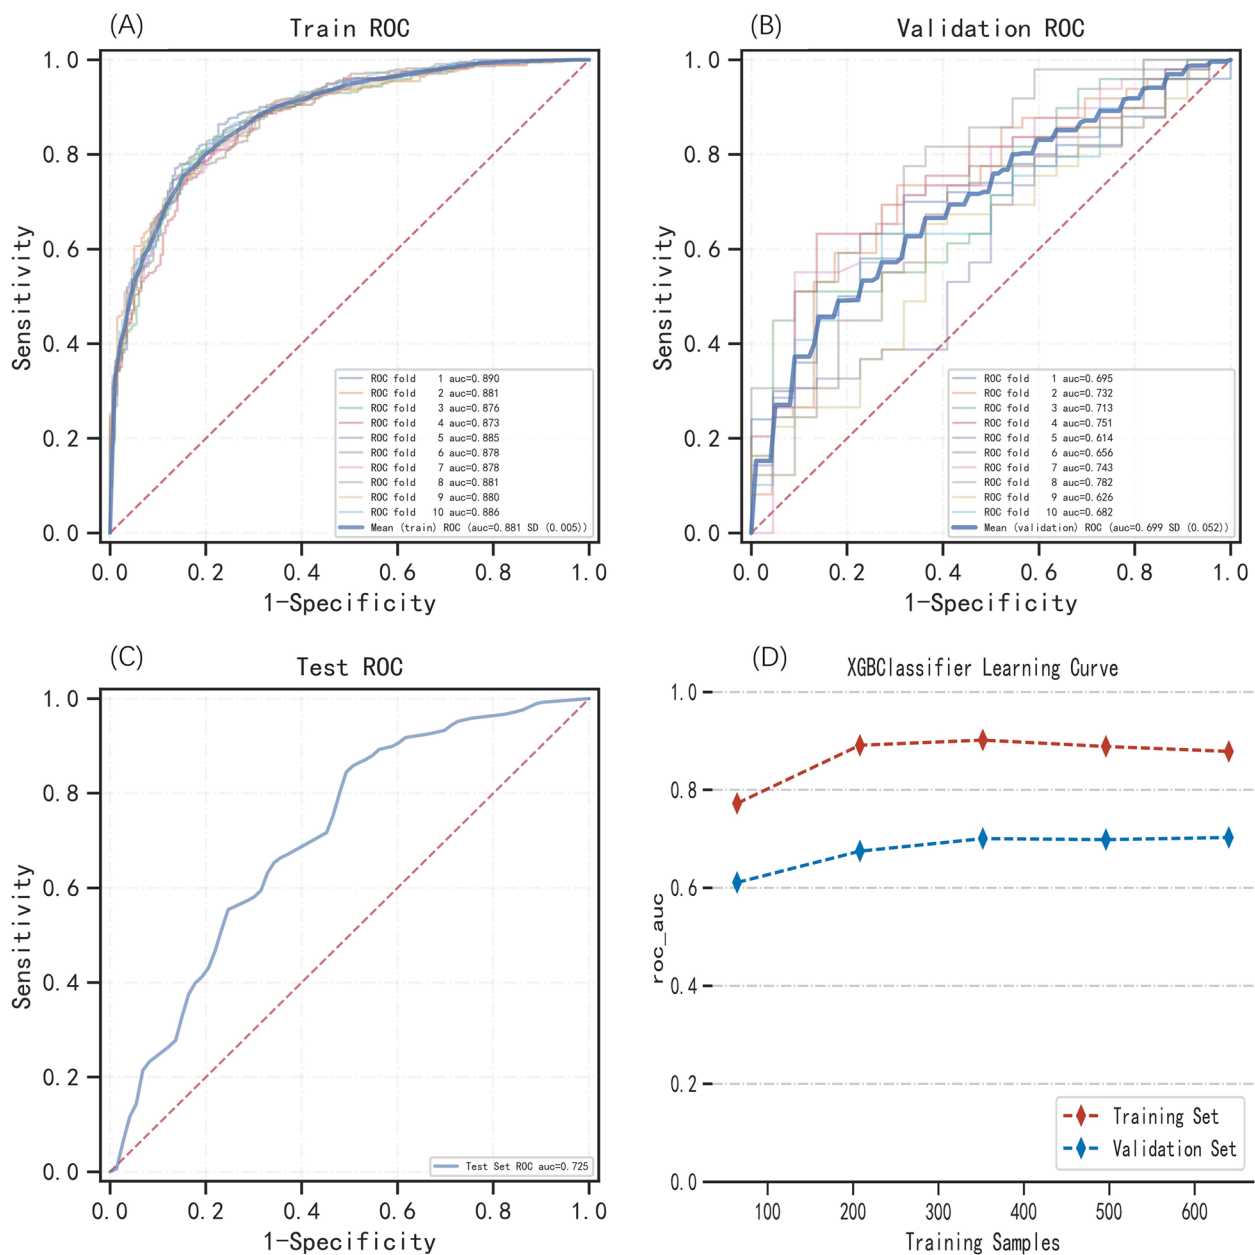 (A)
Train ROC
1.0
0.8
0.6
0.4
0.2
0.0
Sensitivity
0.0 0.2 0.4 0.6 0.8 1.0
1-Specificity
ROC fold 1 auc=0.890
ROC fold 2 auc=0.881
ROC fold 3 auc=0.876
ROC fold 4 auc=0.873
ROC fold 5 auc=0.885
ROC fold 6 auc=0.878
ROC fold 7 auc=0.878
ROC fold 8 auc=0.881
ROC fold 9 auc=0.880
ROC fold 10 auc=0.886
Mean (train) ROC (auc=0.881 SD (0.005))
(B)
Validation ROC
1.0
0.8
0.6
0.4
0.2
0.0
Sensitivity
0.0 0.2 0.4 0.6 0.8 1.0
1-Specificity
ROC fold 1 auc=0.695
ROC fold 2 auc=0.732
ROC fold 3 auc=0.713
ROC fold 4 auc=0.751
ROC fold 5 auc=0.614
ROC fold 6 auc=0.656
ROC fold 7 auc=0.743
ROC fold 8 auc=0.782
ROC fold 9 auc=0.626
ROC fold 10 auc=0.682
Mean (validation) ROC (auc=0.699 SD (0.052))
(C)
Test ROC
1.0
0.8
0.6
0.4
0.2
0.0
Sensitivity
0.0 0.2 0.4 0.6 0.8 1.0
1-Specificity
Test Set ROC auc=0.725
(D)
XGBClassifier Learning Curve
1.0
0.8
0.6
0.4
0.2
0.0
roc_auc
100 200 300 400 500 600
Training Samples
Training Set
Validation Set